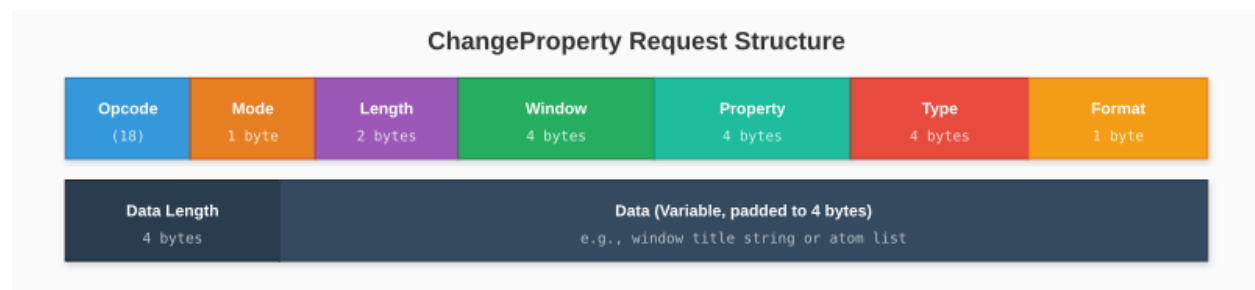 ChangeProperty Request Structure
Opcode Mode Length Window Property Type Format
(18) 1 byte 2 bytes 4 bytes 4 bytes 4 bytes 1 byte
Data Length Data (Variable, padded to 4 bytes)
4 bytes e.g., window title string or atom list